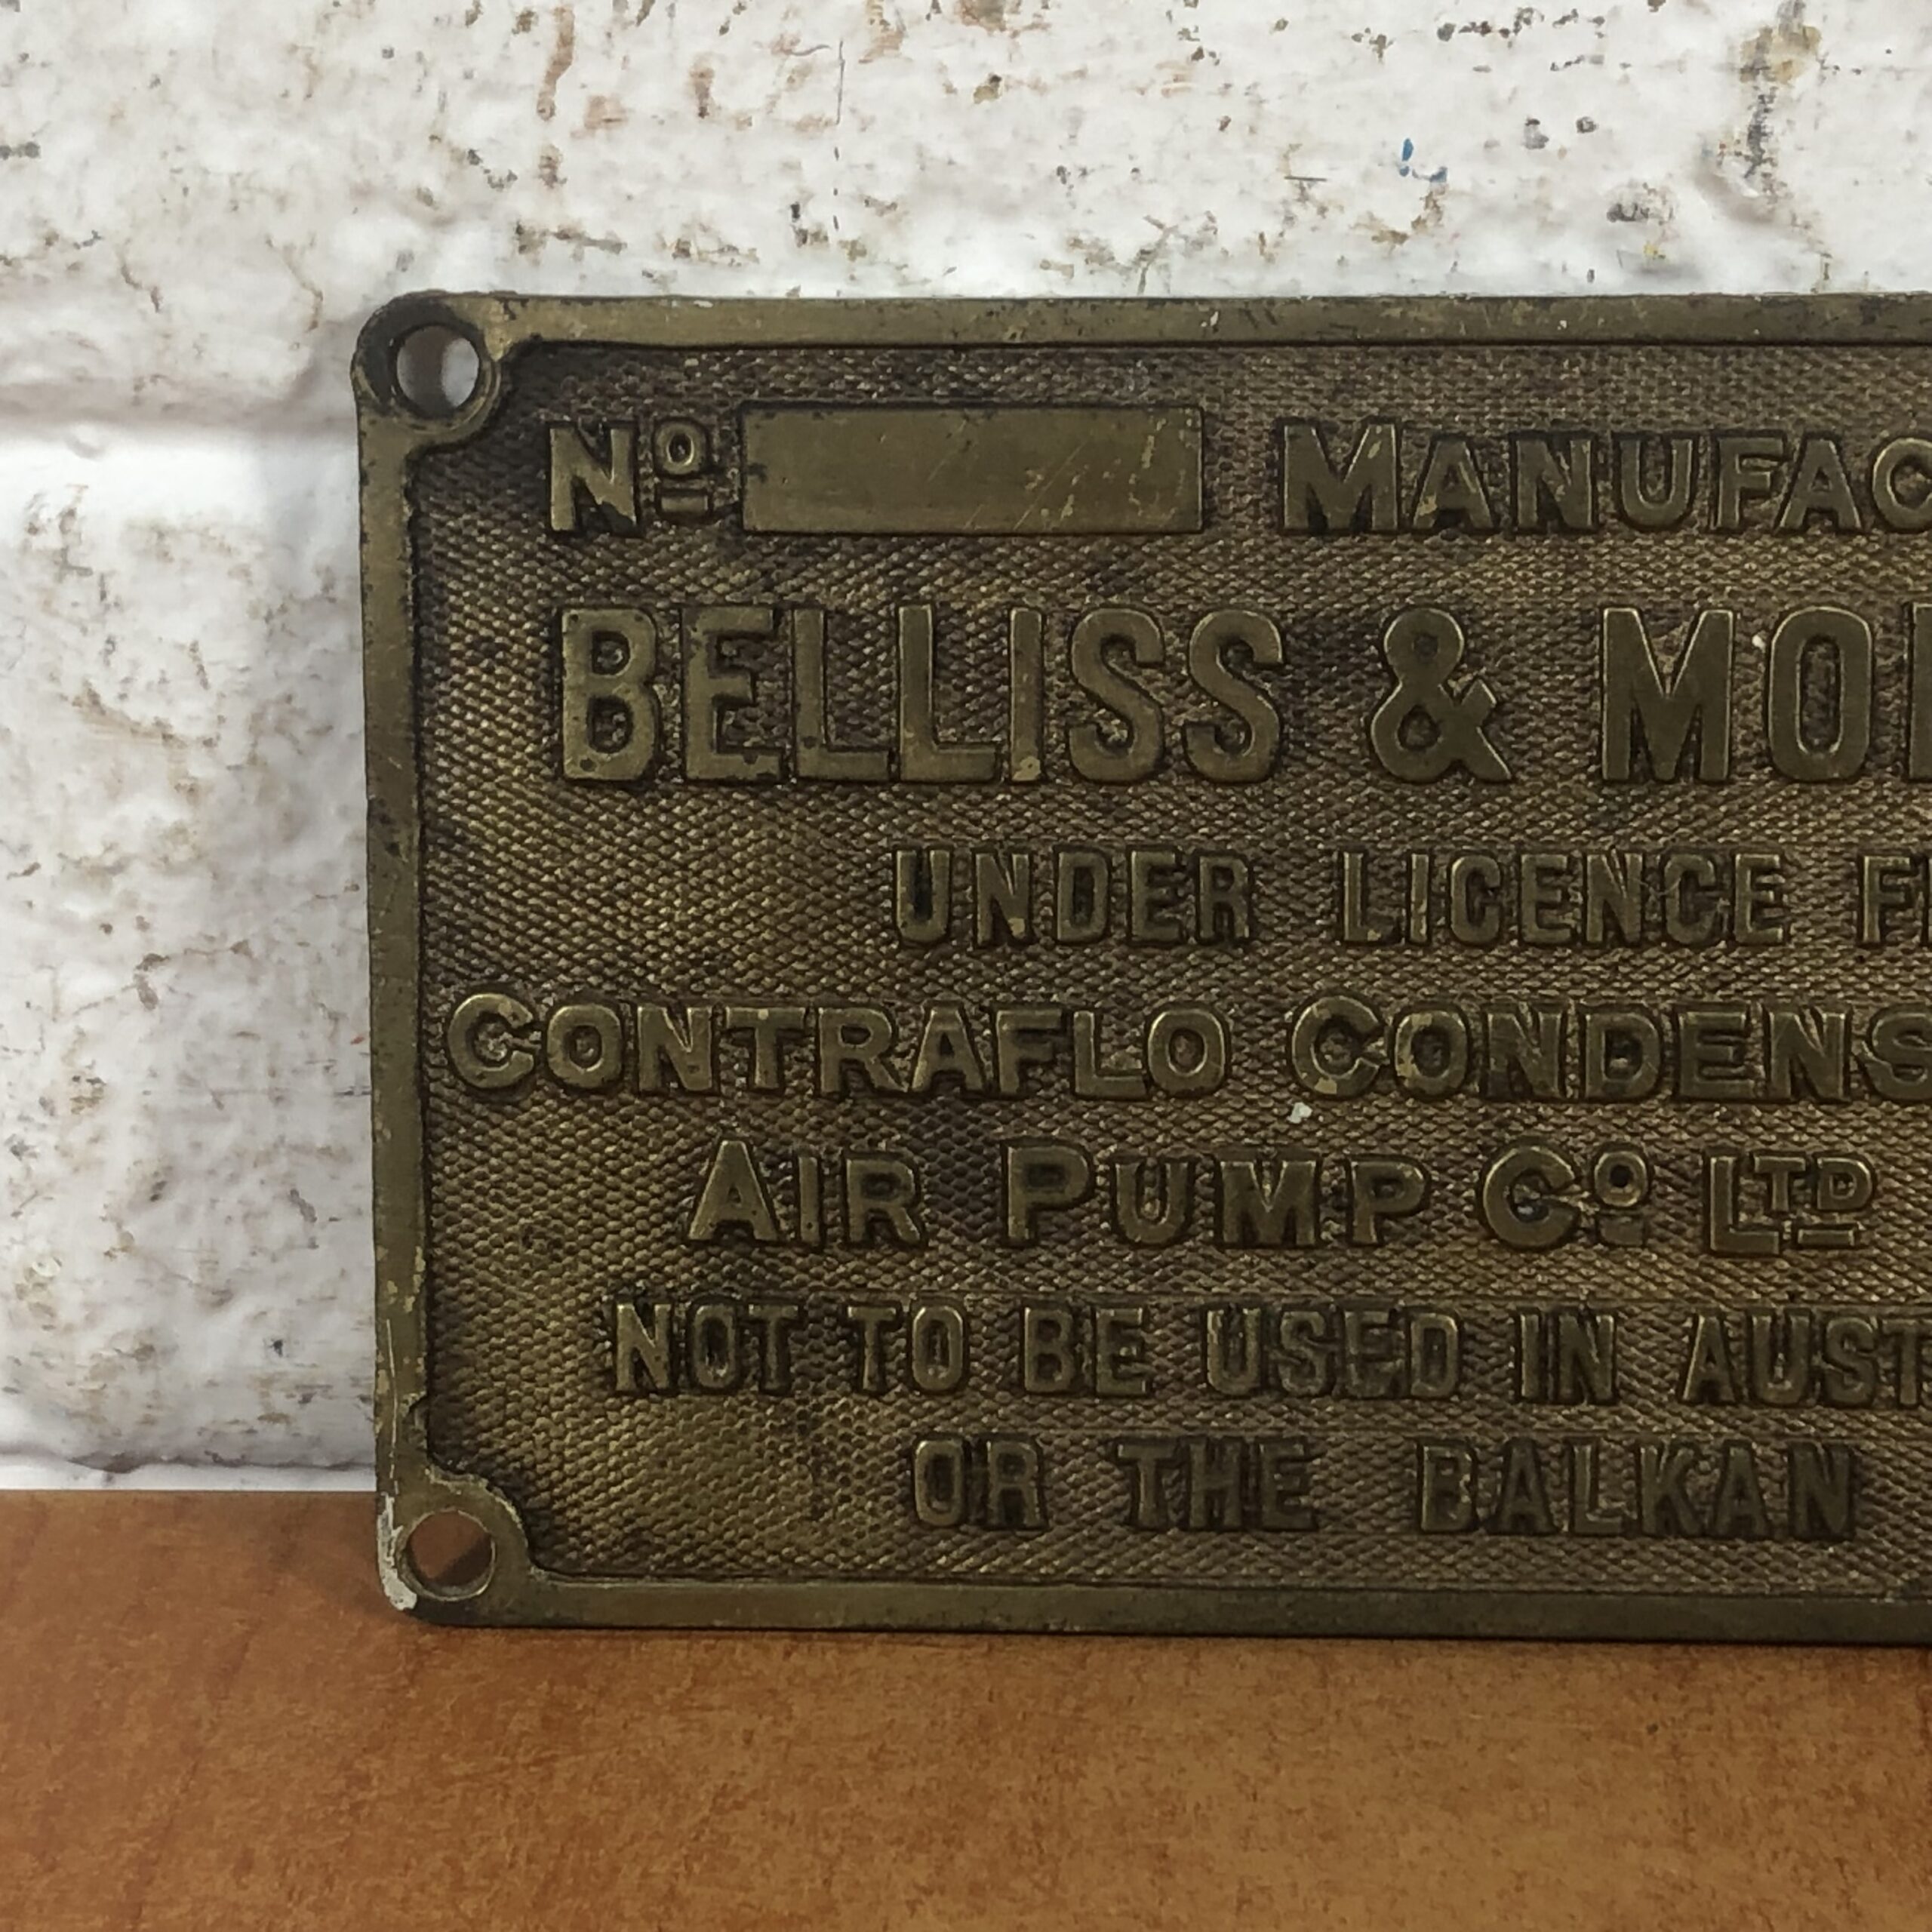 Nº MANUFAC
BELLISS & MO
UNDER LICENCE F
CONTRAFLO CONDENS
AIR PUMP Cº LTD
NOT TO BE USED IN AUST
OR THE BALKAN